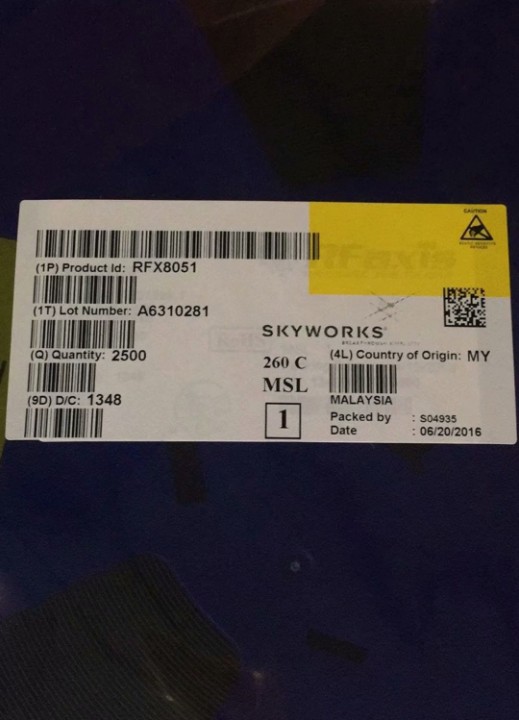 CAUTION
(1P) Product Id: RFX8051
(1T) Lot Number: A6310281
SKYWORKS
(Q) Quantity: 2500
260 C
(4L) Country of Origin: MY
MSL
(9D) D/C: 1348
MALAYSIA
1
Packed by : S04935
Date : 06/20/2016